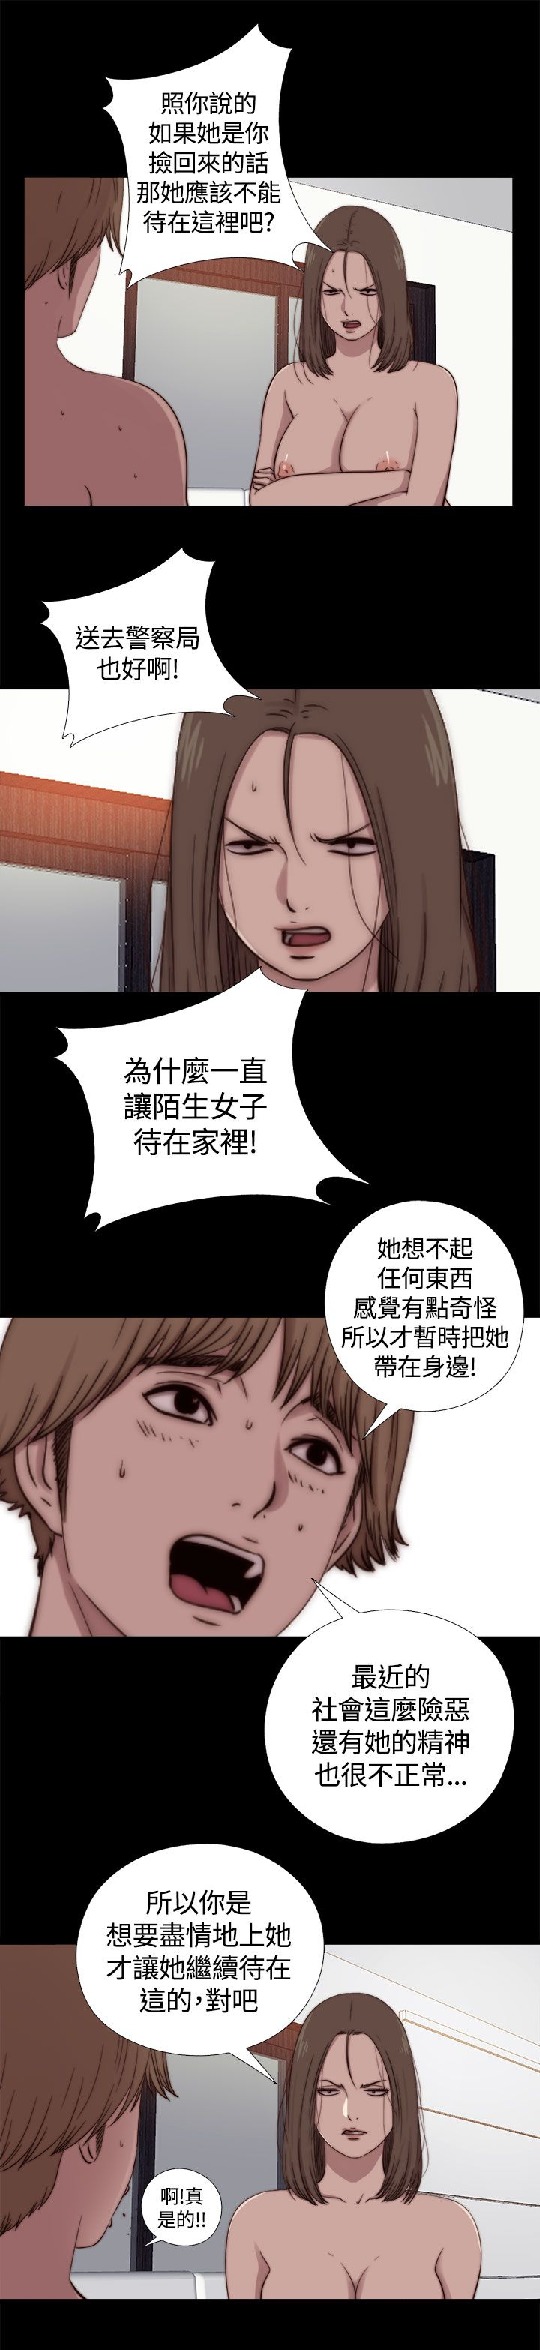 照你說的
如果她是你
撿回來的話
那她應該不能
待在這裡吧?
送去警察局
也好啊!
為什麼一直
讓陌生女子
待在家裡!
她想不起
任何東西
感覺有點奇怪
所以才暫時把她
帶在身邊!
最近的
社會這麼險惡
還有她的精神
也很不正常...
所以你是
想要盡情地上她
才讓她繼續待在
這的，對吧
啊!真
是的!!